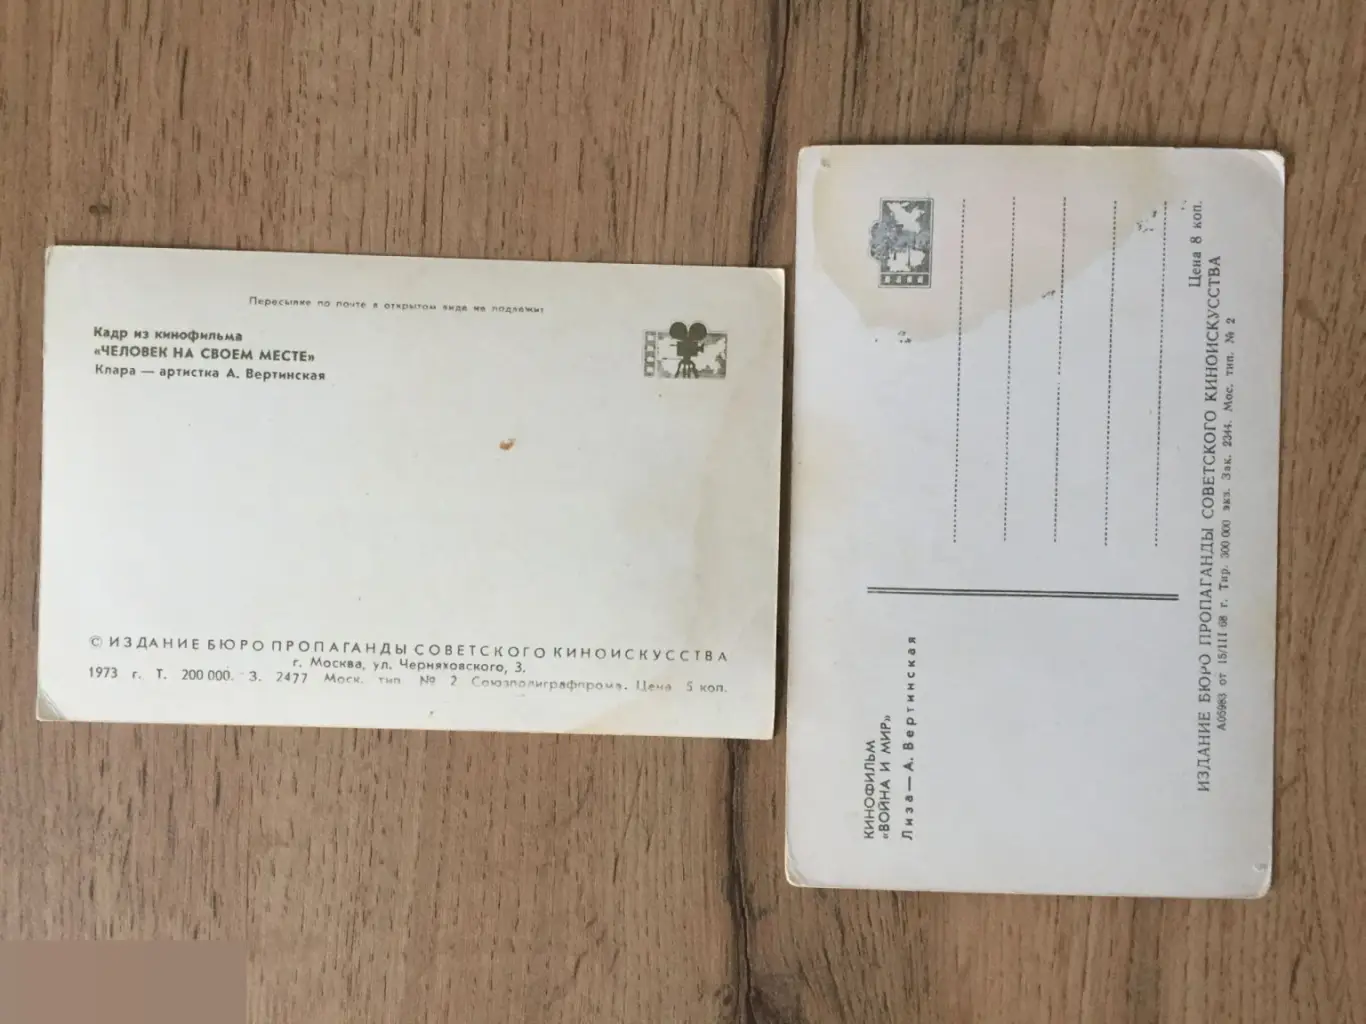 Пересылке по почте в открытом виде не подлежит
Кадр из кинофильма
«ЧЕЛОВЕК НА СВОЕМ МЕСТЕ»
Клара — артистка А. Вертинская
© ИЗДАНИЕ БЮРО ПРОПАГАНДЫ СОВЕТСКОГО КИНОИСКУССТВА
г. Москва, ул. Черняховского, 3.
1973 г. Т. 200 000. З. 2477 Моск. тип. № 2 Союзполиграфпрома. Цена 5 коп.
КИНОФИЛЬМ
«ВОЙНА И МИР»
Лиза — А. Вертинская
Цена 8 коп.
ИЗДАНИЕ БЮРО ПРОПАГАНДЫ СОВЕТСКОГО КИНОИСКУССТВА
А05983 от 15/III 68 г. Тир. 300 000 экз. Зак. 2344. Мос. тип. № 2